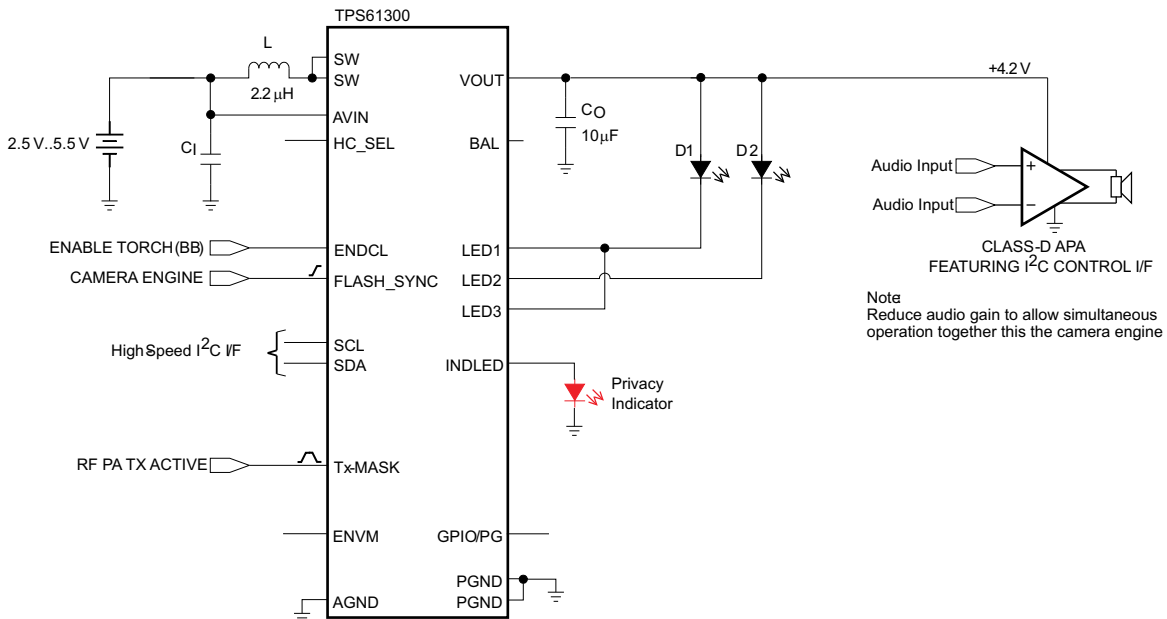 TPS61300
L
2.2 μH
SW
SW
AVIN
HC_SEL
2.5 V..5.5 V
CI
VOUT
BAL
CO
10μF
D1
D2
+4.2 V
Audio Input
Audio Input
+
−
CLASS-D APA
FEATURING I2C CONTROL I/F
Note
Reduce audio gain to allow simultaneous
operation together this the camera engine
ENABLE TORCH (BB)
ENDCL
CAMERA ENGINE
FLASH_SYNC
LED1
LED2
LED3
High Speed I2C I/F
SCL
SDA
INDLED
Privacy
Indicator
RF PA TX ACTIVE
Tx-MASK
ENVM
GPIO/PG
AGND
PGND
PGND